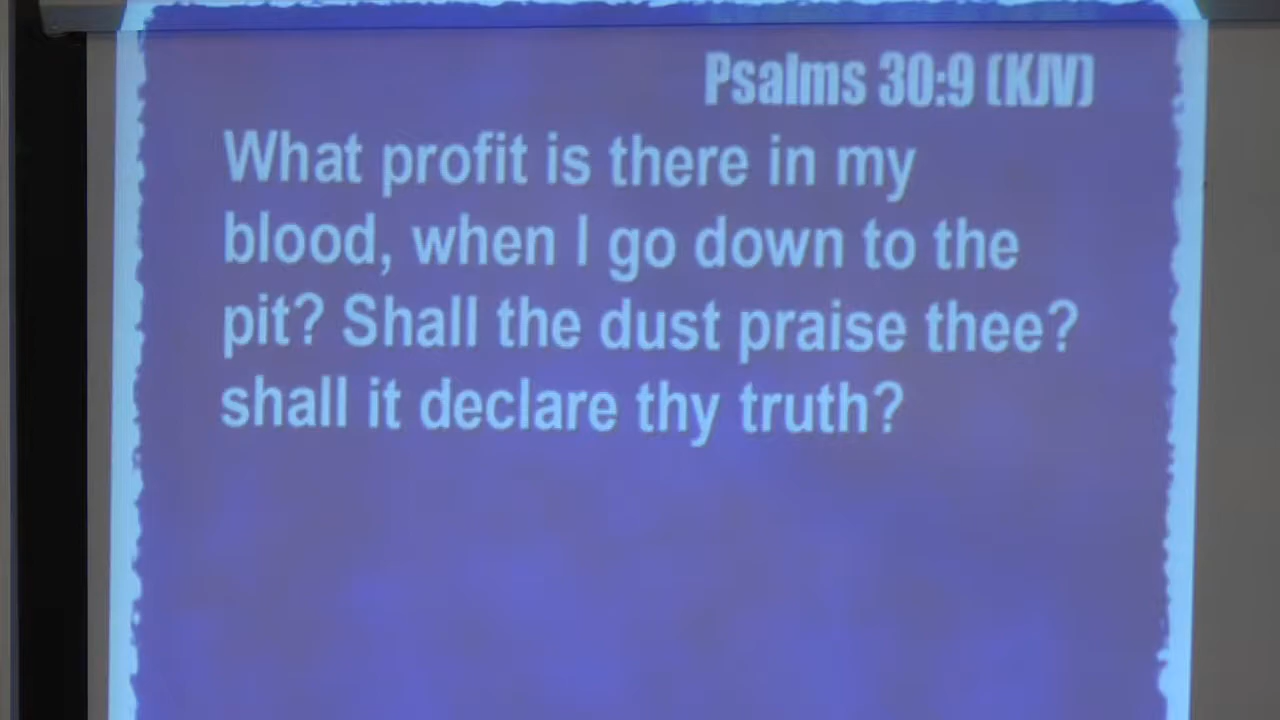 Psalms 30:9 (KJV)
What profit is there in my
blood, when I go down to the
pit? Shall the dust praise thee?
shall it declare thy truth?